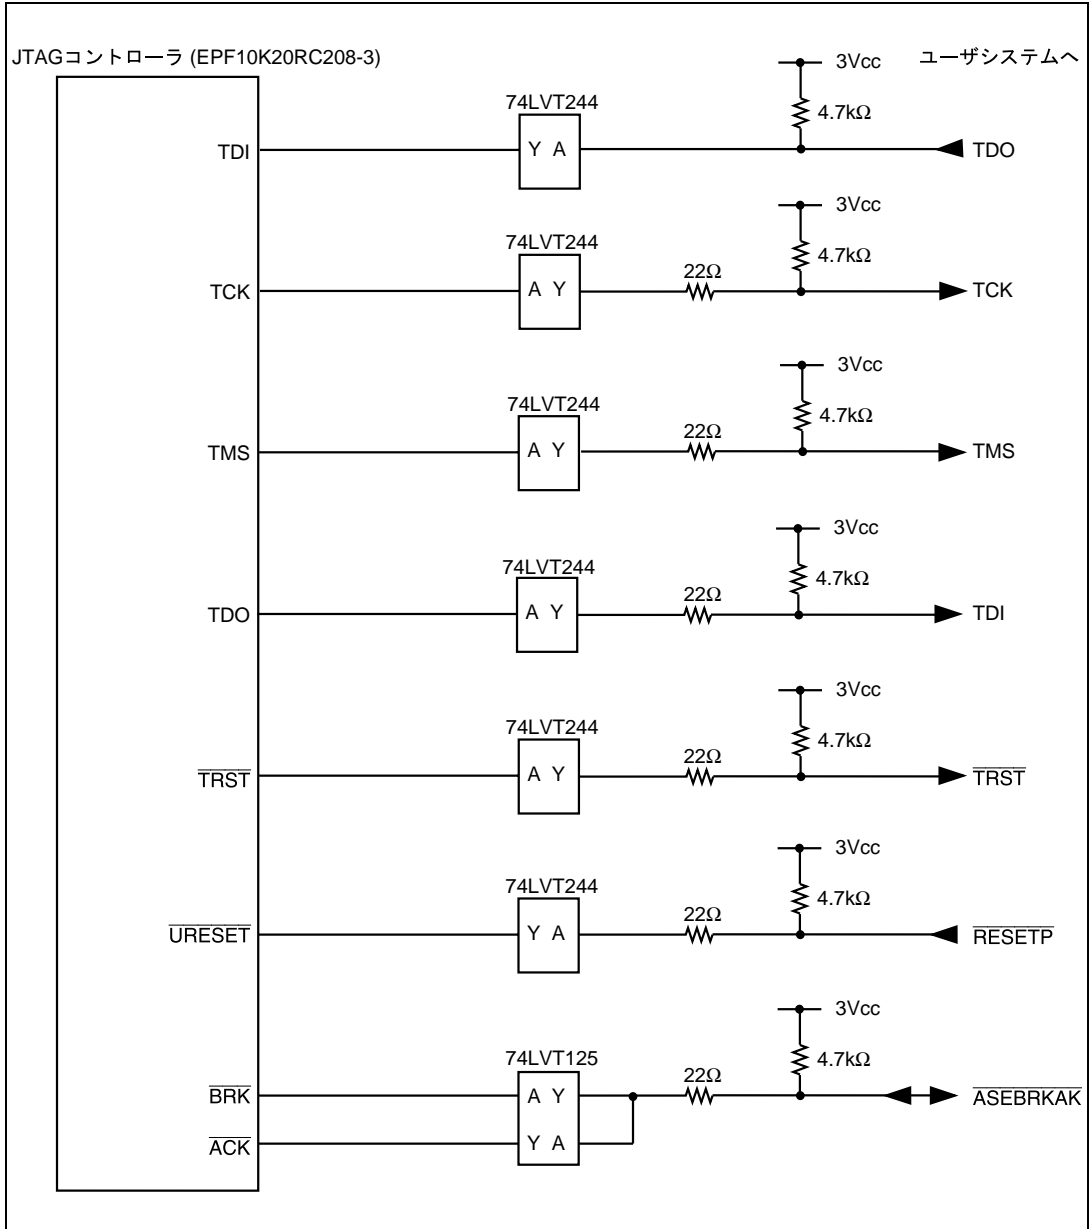 JTAGコントローラ (EPF10K20RC208-3)
ユーザシステムへ
3Vcc
4.7kΩ
74LVT244
TDI
Y A
TDO
3Vcc
4.7kΩ
74LVT244
22Ω
TCK
A Y
TCK
3Vcc
4.7kΩ
74LVT244
22Ω
TMS
A Y
TMS
3Vcc
4.7kΩ
74LVT244
22Ω
TDO
A Y
TDI
3Vcc
4.7kΩ
74LVT244
22Ω
TRST
A Y
TRST
3Vcc
4.7kΩ
74LVT244
22Ω
URESET
Y A
RESETP
3Vcc
4.7kΩ
74LVT125
22Ω
BRK
A Y
ASEBRKAK
ACK
Y A